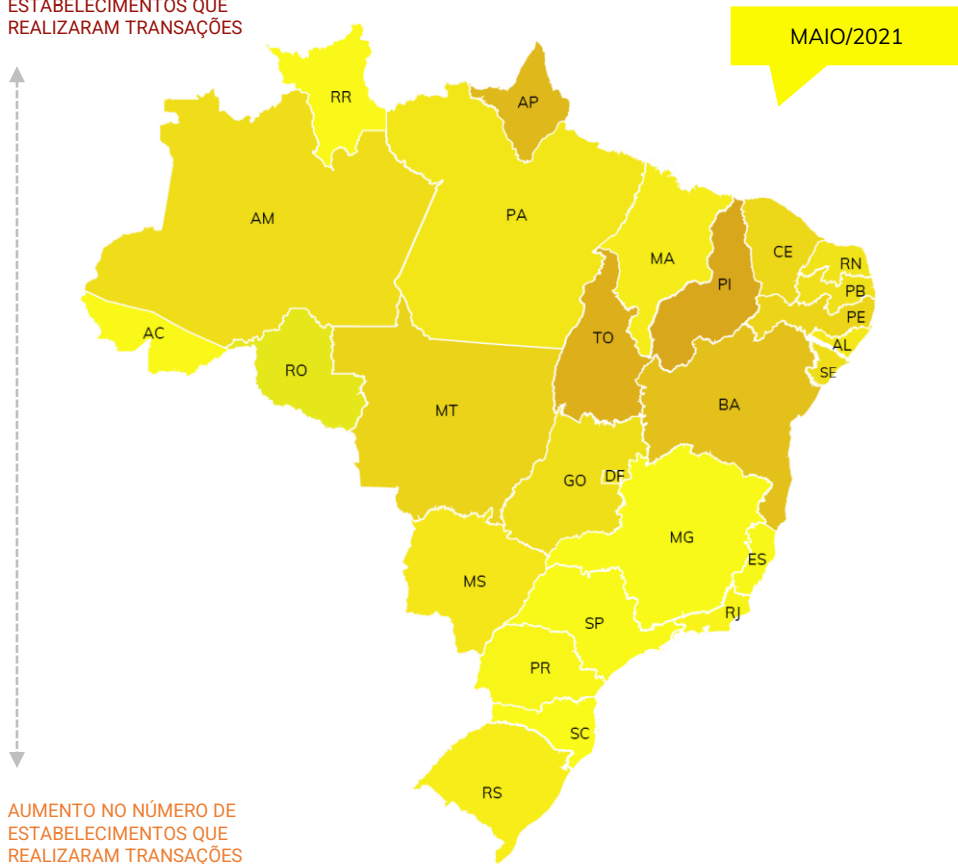 ESTABELECIMENTOS QUE
REALIZARAM TRANSAÇÕES
MAIO/2021
RR
AP
AM
PA
MA
CE
RN
PI
PB
PE
AC
TO
AL
RO
SE
MT
BA
GO
DF
MG
ES
MS
RJ
SP
PR
SC
RS
AUMENTO NO NÚMERO DE
ESTABELECIMENTOS QUE
REALIZARAM TRANSAÇÕES